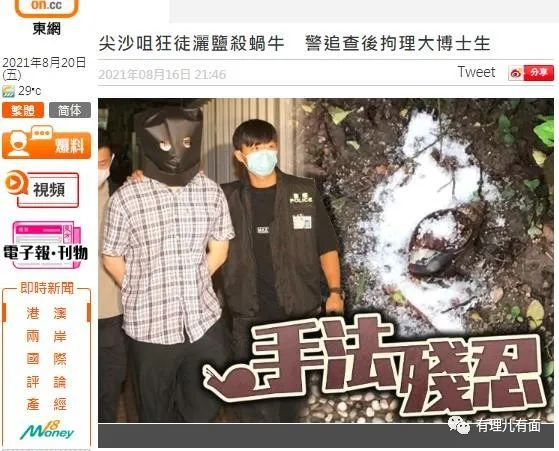 on.cc
東網
2021年8月20日
(五)
29°c
繁體
简体
爆料
視頻
電子報·刊物
即時新聞
港 澳
兩 岸
國 際
評 論
產 經
18
Money
尖沙咀狂徒灑鹽殺蝸牛　警追查後拘理大博士生
2021年08月16日 21:46
Tweet
分享
POLICE
手法殘忍
有理儿有面